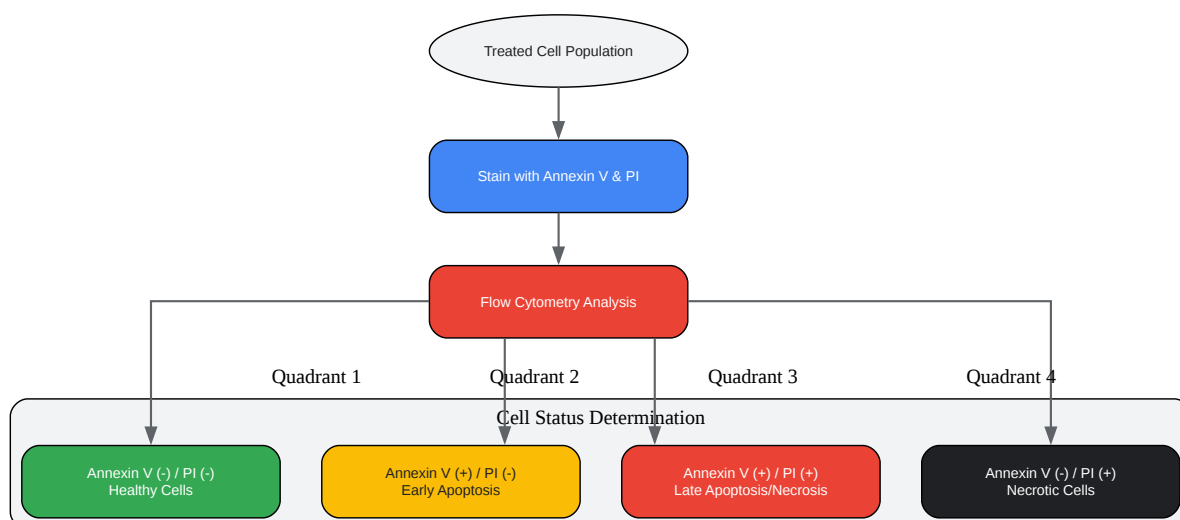 Treated Cell Population
Stain with Annexin V & PI
Flow Cytometry Analysis
Quadrant 1
Quadrant 2
Quadrant 3
Quadrant 4
Cell Status Determination
Annexin V (-) / PI (-)
Healthy Cells
Annexin V (+) / PI (-)
Early Apoptosis
Annexin V (+) / PI (+)
Late Apoptosis/Necrosis
Annexin V (-) / PI (+)
Necrotic Cells